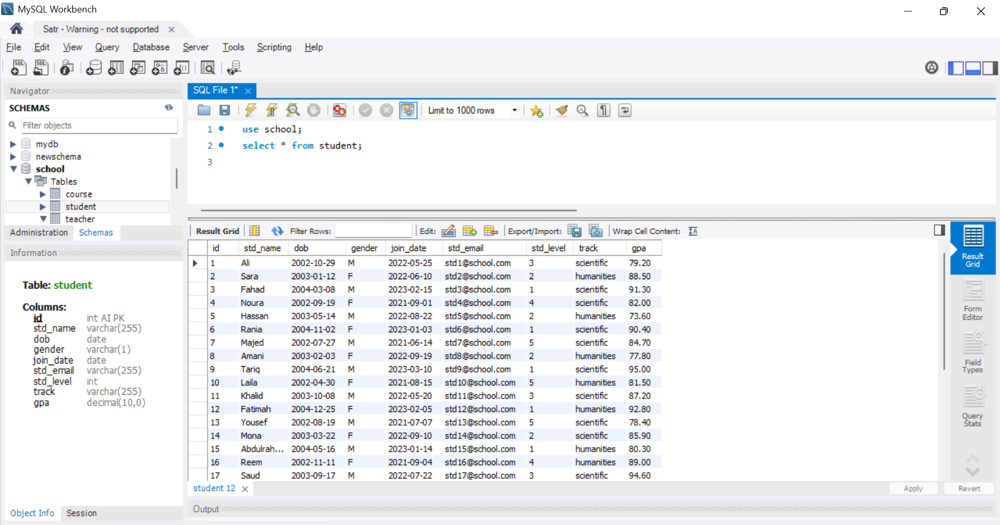 MySQL Workbench
Satr - Warning - not supported
File Edit View Query Database Server Tools Scripting Help
Navigator
SCHEMAS
Filter objects
mydb
newschema
school
Tables
course
student
teacher
Administration Schemas
Information
Table: student
Columns:
id int AI PK
std_name varchar(255)
dob date
gender varchar(1)
join_date date
std_email varchar(255)
std_level int
track varchar(255)
gpa decimal(10,0)
Object Info Session
SQL File 1*
Limit to 1000 rows
1 use school;
2 select * from student;
3
Result Grid Filter Rows: Edit: Export/Import: Wrap Cell Content:
id std_name dob gender join_date std_email std_level track gpa
1 Ali 2002-10-29 M 2022-05-25 std1@school.com 3 scientific 79.20
2 Sara 2003-01-12 F 2022-06-10 std2@school.com 2 humanities 88.50
3 Fahad 2004-03-08 M 2023-02-15 std3@school.com 1 scientific 91.30
4 Noura 2002-09-19 F 2021-09-01 std4@school.com 4 scientific 82.00
5 Hassan 2003-05-14 M 2022-08-22 std5@school.com 2 humanities 73.60
6 Rania 2004-11-02 F 2023-01-03 std6@school.com 1 scientific 90.40
7 Majed 2002-07-27 M 2021-06-14 std7@school.com 5 scientific 84.70
8 Amani 2003-02-03 F 2022-09-19 std8@school.com 2 humanities 77.80
9 Tariq 2004-06-21 M 2023-03-10 std9@school.com 1 scientific 95.00
10 Laila 2002-04-30 F 2021-08-15 std10@school.com 5 humanities 81.50
11 Khalid 2003-10-08 M 2022-05-20 std11@school.com 3 scientific 87.20
12 Fatimah 2004-12-25 F 2023-02-05 std12@school.com 1 humanities 92.80
13 Yousef 2002-08-19 M 2021-07-07 std13@school.com 5 scientific 78.40
14 Mona 2003-03-22 F 2022-09-10 std14@school.com 2 scientific 85.90
15 Abdulrah... 2004-05-16 M 2023-01-14 std15@school.com 1 humanities 80.30
16 Reem 2002-11-11 F 2021-09-04 std16@school.com 4 humanities 89.00
17 Saud 2003-09-17 M 2022-07-22 std17@school.com 3 scientific 94.60
Result
Grid
Form
Editor
Field
Types
Query
Stats
student 12
Apply Revert
Output